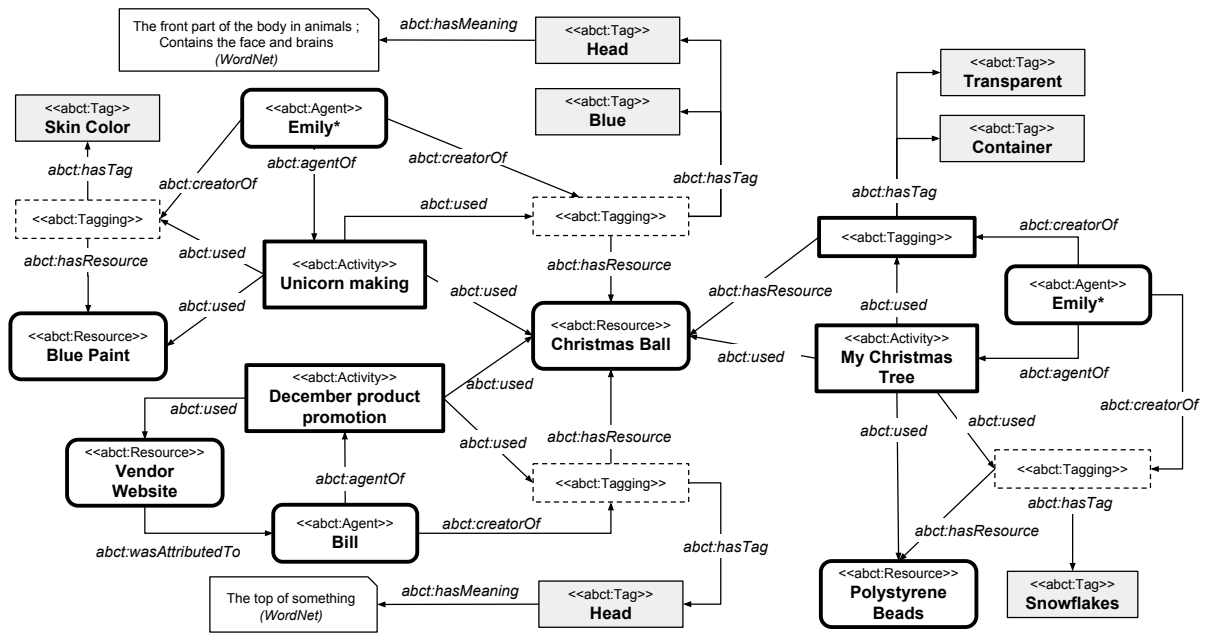 The front part of the body in animals ;
Contains the face and brains
(WordNet)
abct:hasMeaning
<<abct:Tag>>
Head
<<abct:Tag>>
Transparent
<<abct:Tag>>
Skin Color
<<abct:Agent>>
Emily*
<<abct:Tag>>
Blue
<<abct:Tag>>
Container
abct:hasTag
abct:creatorOf
abct:agentOf
abct:creatorOf
abct:hasTag
abct:hasTag
<<abct:Tagging>>
abct:used
<<abct:Tagging>>
<<abct:Tagging>>
abct:creatorOf
abct:hasResource
abct:used
<<abct:Activity>>
Unicorn making
abct:hasResource
abct:hasResource
<<abct:Agent>>
Emily*
abct:used
abct:used
abct:used
<<abct:Resource>>
Blue Paint
<<abct:Resource>>
Christmas Ball
abct:used
<<abct:Activity>>
My Christmas
Tree
abct:agentOf
<<abct:Activity>>
December product
promotion
abct:used
abct:used
abct:used
abct:hasResource
abct:used
abct:used
abct:creatorOf
<<abct:Resource>>
Vendor
Website
abct:agentOf
<<abct:Tagging>>
<<abct:Tagging>>
abct:wasAttributedTo
<<abct:Agent>>
Bill
abct:creatorOf
abct:hasTag
abct:hasResource
abct:hasTag
The top of something
(WordNet)
abct:hasMeaning
<<abct:Tag>>
Head
<<abct:Resource>>
Polystyrene
Beads
<<abct:Tag>>
Snowflakes